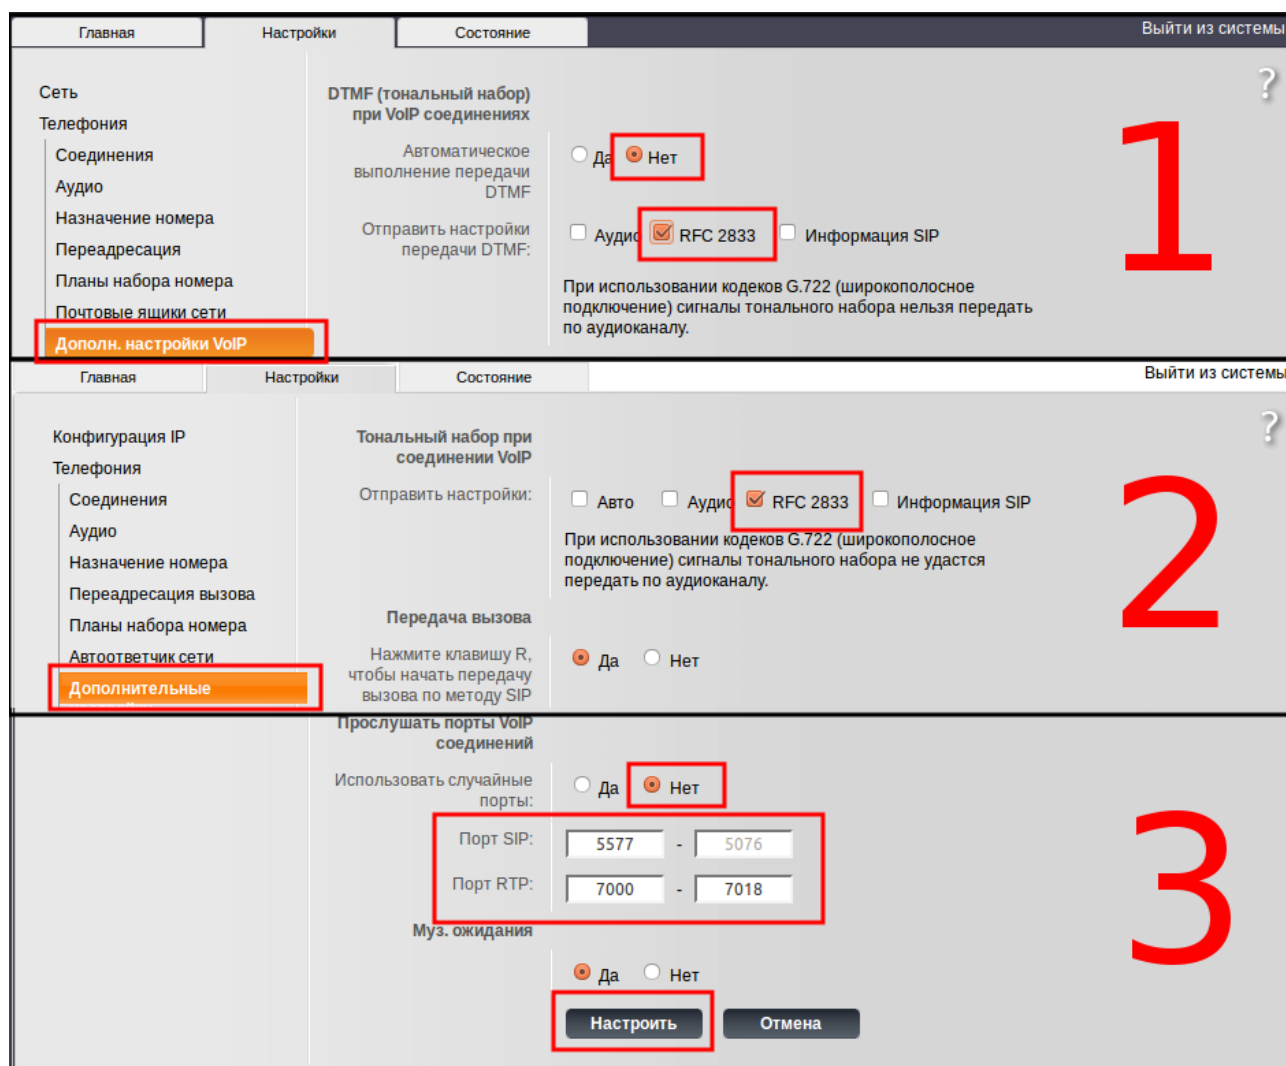 Главная
Настройки
Состояние
Выйти из системы
?
Сеть
Телефония
Соединения
Аудио
Назначение номера
Переадресация
Планы набора номера
Почтовые ящики сети
Дополн. настройки VoIP
DTMF (тональный набор)
при VoIP соединениях
Автоматическое
выполнение передачи
DTMF
Да Нет
Отправить настройки
передачи DTMF:
Аудио RFC 2833 Информация SIP
При использовании кодеков G.722 (широкополосное
подключение) сигналы тонального набора нельзя передать
по аудиоканалу.
1
Главная
Настройки
Состояние
Выйти из системы
?
Конфигурация IP
Телефония
Соединения
Аудио
Назначение номера
Переадресация вызова
Планы набора номера
Автоответчик сети
Дополнительные
Тональный набор при
соединении VoIP
Отправить настройки:
Авто Аудио RFC 2833 Информация SIP
При использовании кодеков G.722 (широкополосное
подключение) сигналы тонального набора не удастся
передать по аудиоканалу.
Передача вызова
Нажмите клавишу R,
чтобы начать передачу
вызова по методу SIP
Да Нет
2
Прослушать порты VoIP
соединений
Использовать случайные
порты:
Да Нет
Порт SIP:
5577 - 5076
Порт RTP:
7000 - 7018
Муз. ожидания
Да Нет
Настроить
Отмена
3